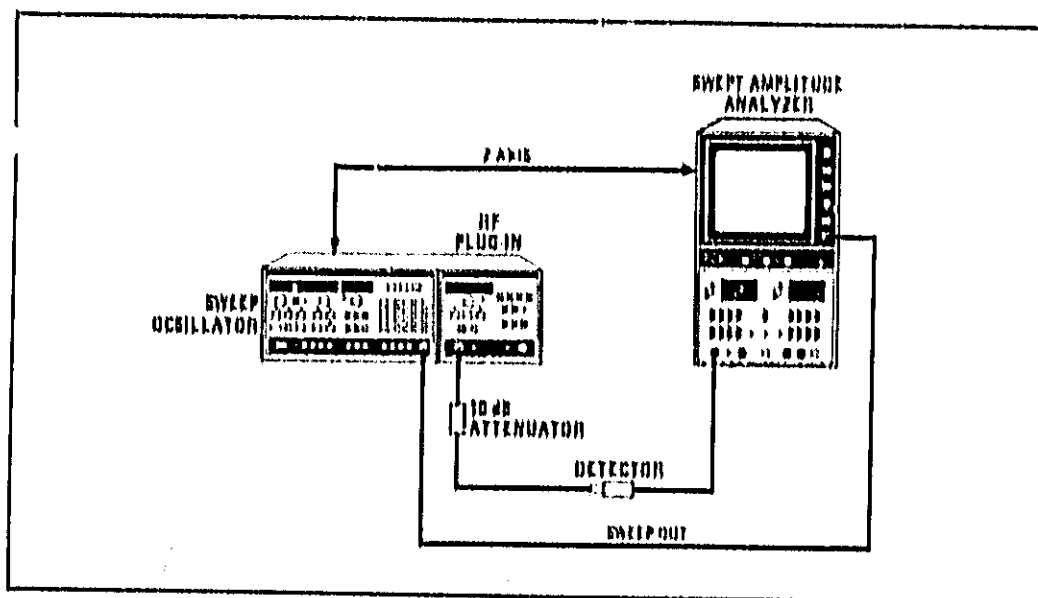 SWEPT AMPLITUDE
ANALYZER
Z AXIS
RF
PLUG-IN
SWEEP
OSCILLATOR
10 dB
ATTENUATOR
DETECTOR
SWEEP OUT